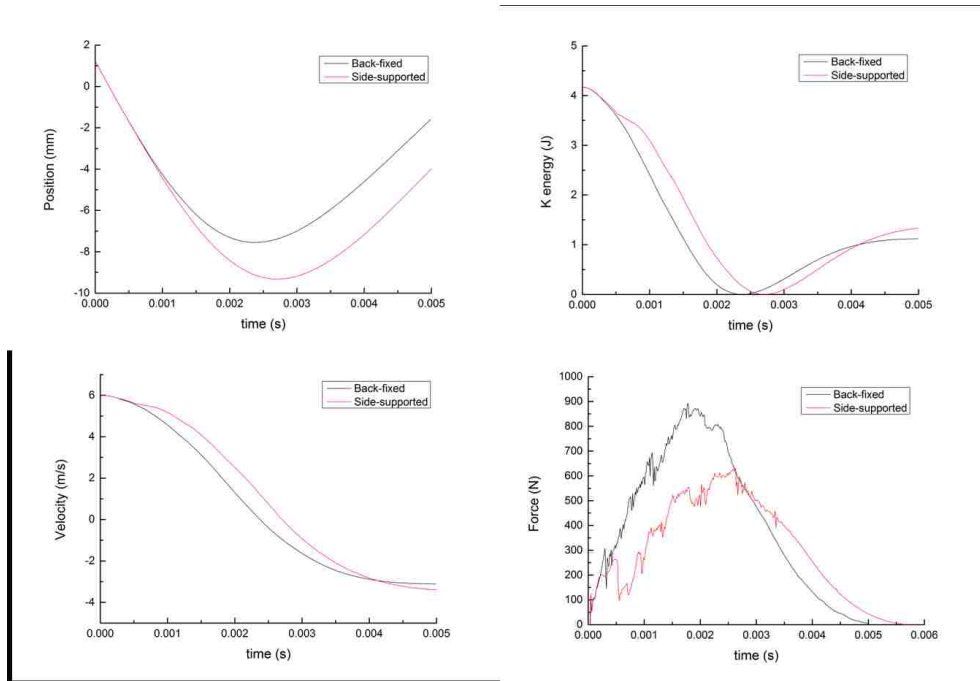 2
0
-2
-4
-6
-8
-10
Position (mm)
0.000 0.001 0.002 0.003 0.004 0.005
time (s)
Back-fixed
Side-supported
5
4
3
2
1
0
K energy (J)
0.000 0.001 0.002 0.003 0.004 0.005
time (s)
Back-fixed
Side-supported
6
4
2
0
-2
-4
Velocity (m/s)
0.000 0.001 0.002 0.003 0.004 0.005
time (s)
Back-fixed
Side-supported
1000
900
800
700
600
500
400
300
200
100
0
Force (N)
0.000 0.001 0.002 0.003 0.004 0.005 0.006
time (s)
Back-fixed
Side-supported